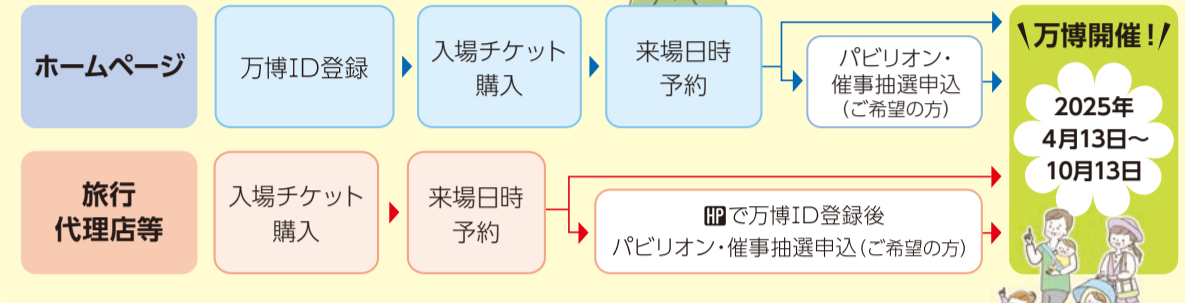 ホームページ
万博ID登録
入場チケット
購入
来場日時
予約
パビリオン・
催事抽選申込
(ご希望の方)
旅行
代理店等
入場チケット
購入
来場日時
予約
HPで万博ID登録後
パビリオン・催事抽選申込(ご希望の方)
万博開催!
2025年
4月13日〜
10月13日